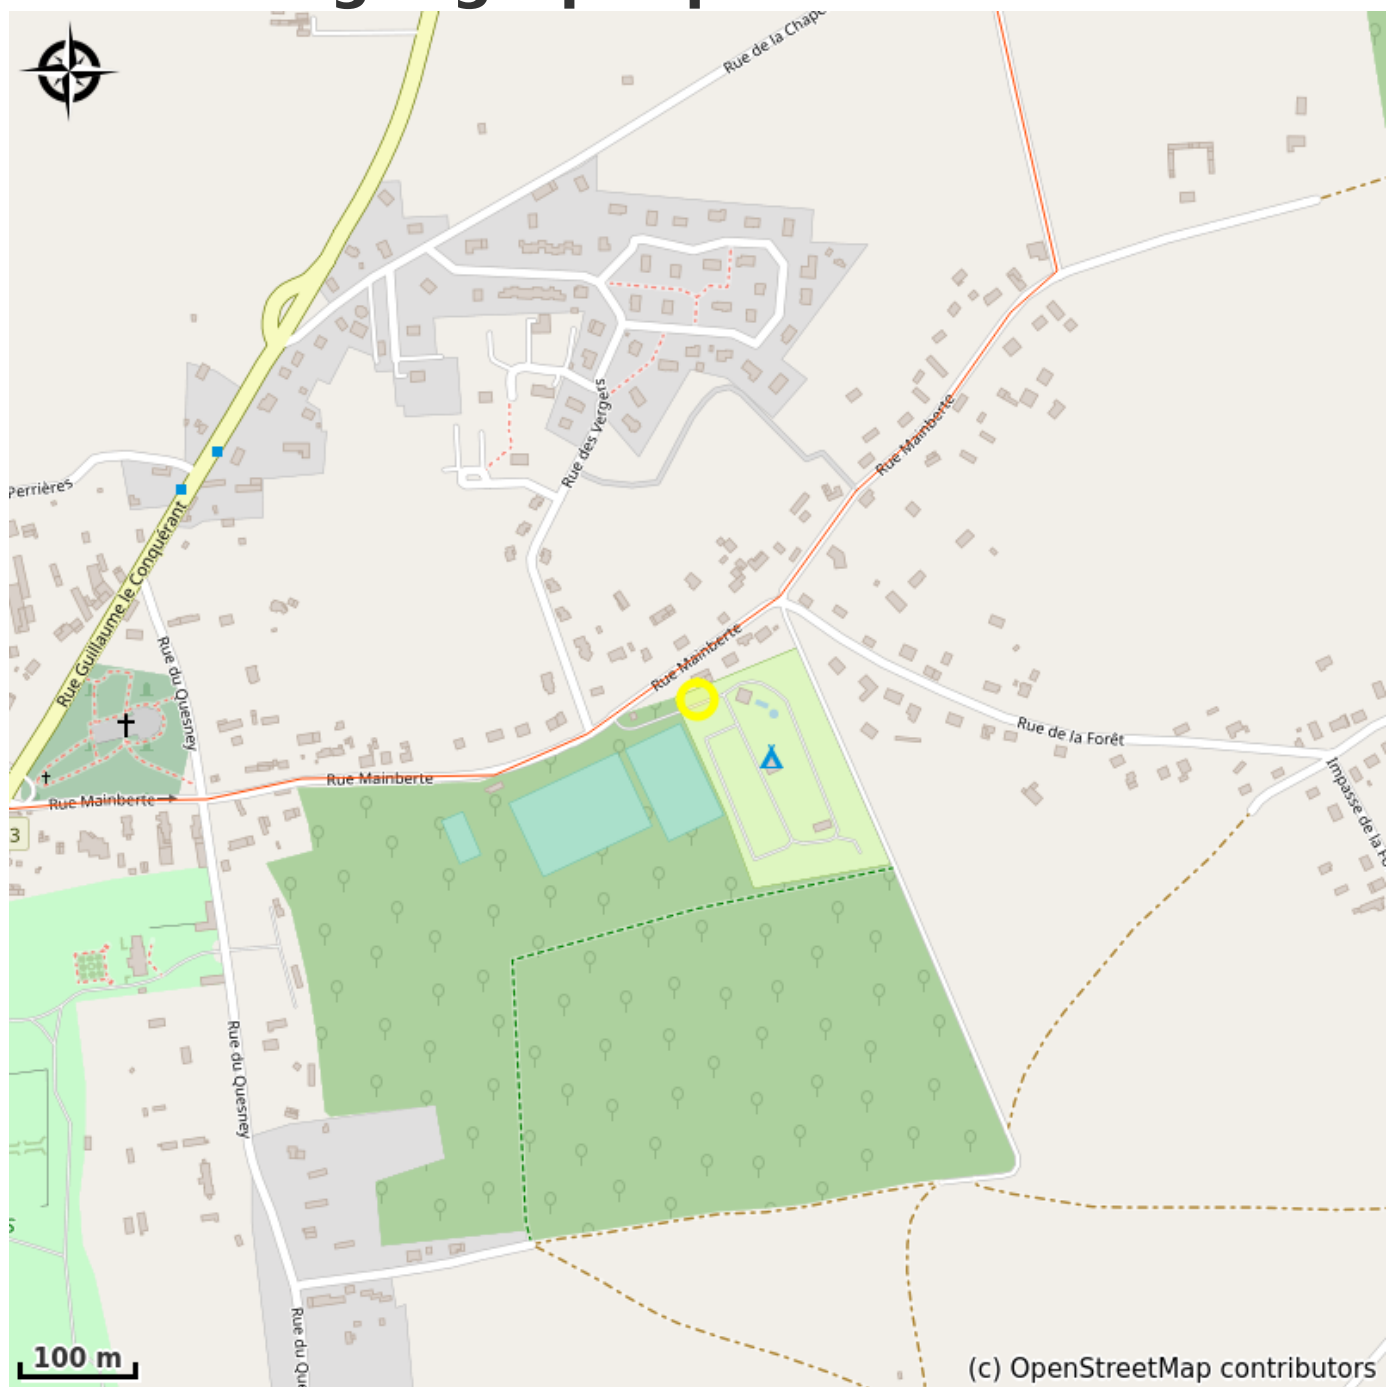 Rue de la Chape
Rue Mainberte
Rue des Vergers
Perrières
Rue Guillaume le Conquérant
Rue Mainberte
Rue du Quesney
Rue de la Forêt
Rue Mainberte
Rue Mainberte
Impasse de la Fo
3
Rue du Quesney
s
Rue du Que
100 m
(c) OpenStreetMap contributors